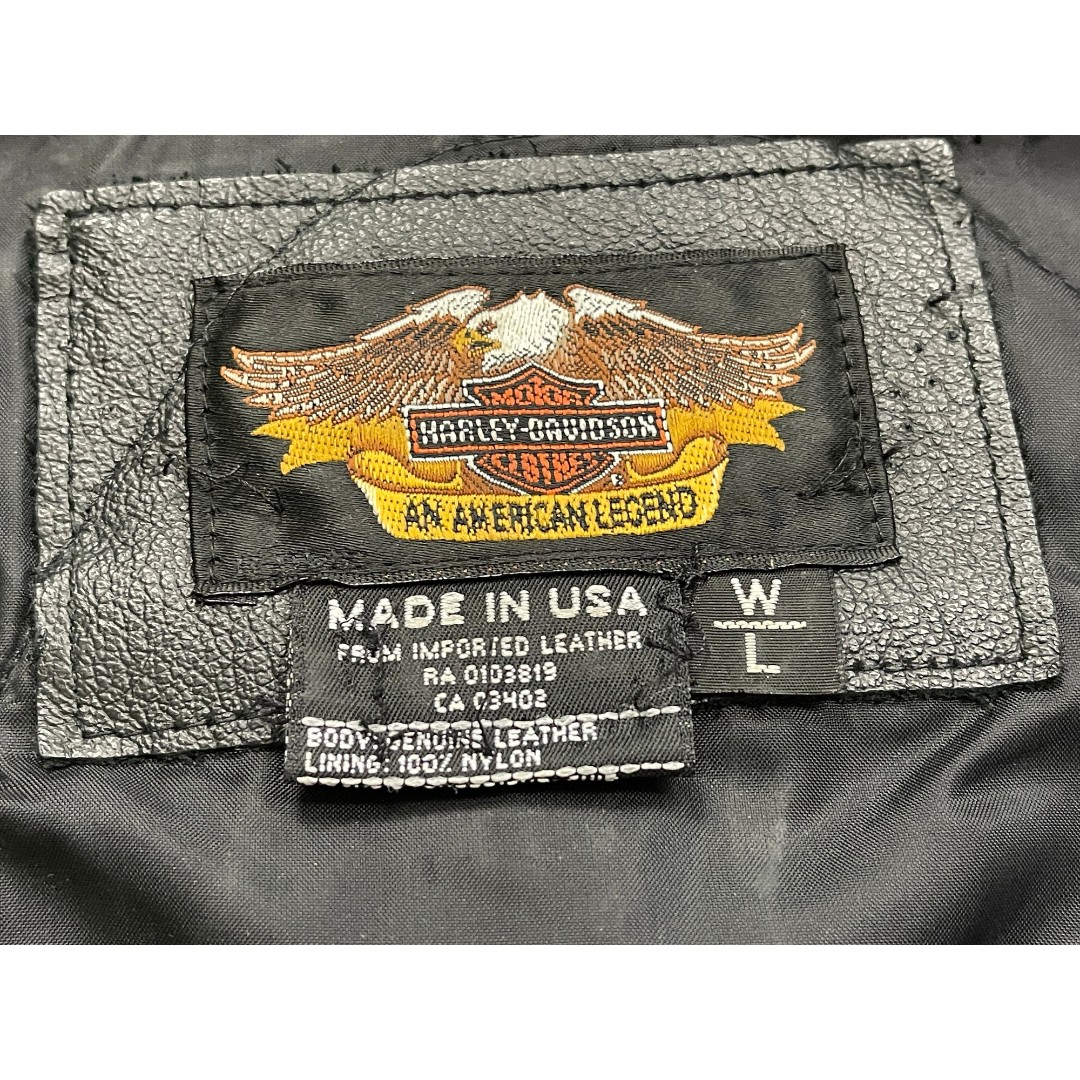 MOTOR
HARLEY-DAVIDSON
CLOTHES
®
AN AMERICAN LEGEND
MADE IN USA
FROM IMPORTED LEATHER
RA 0103819
CA 03402
BODY: GENUINE LEATHER
LINING: 100% NYLON
W
L